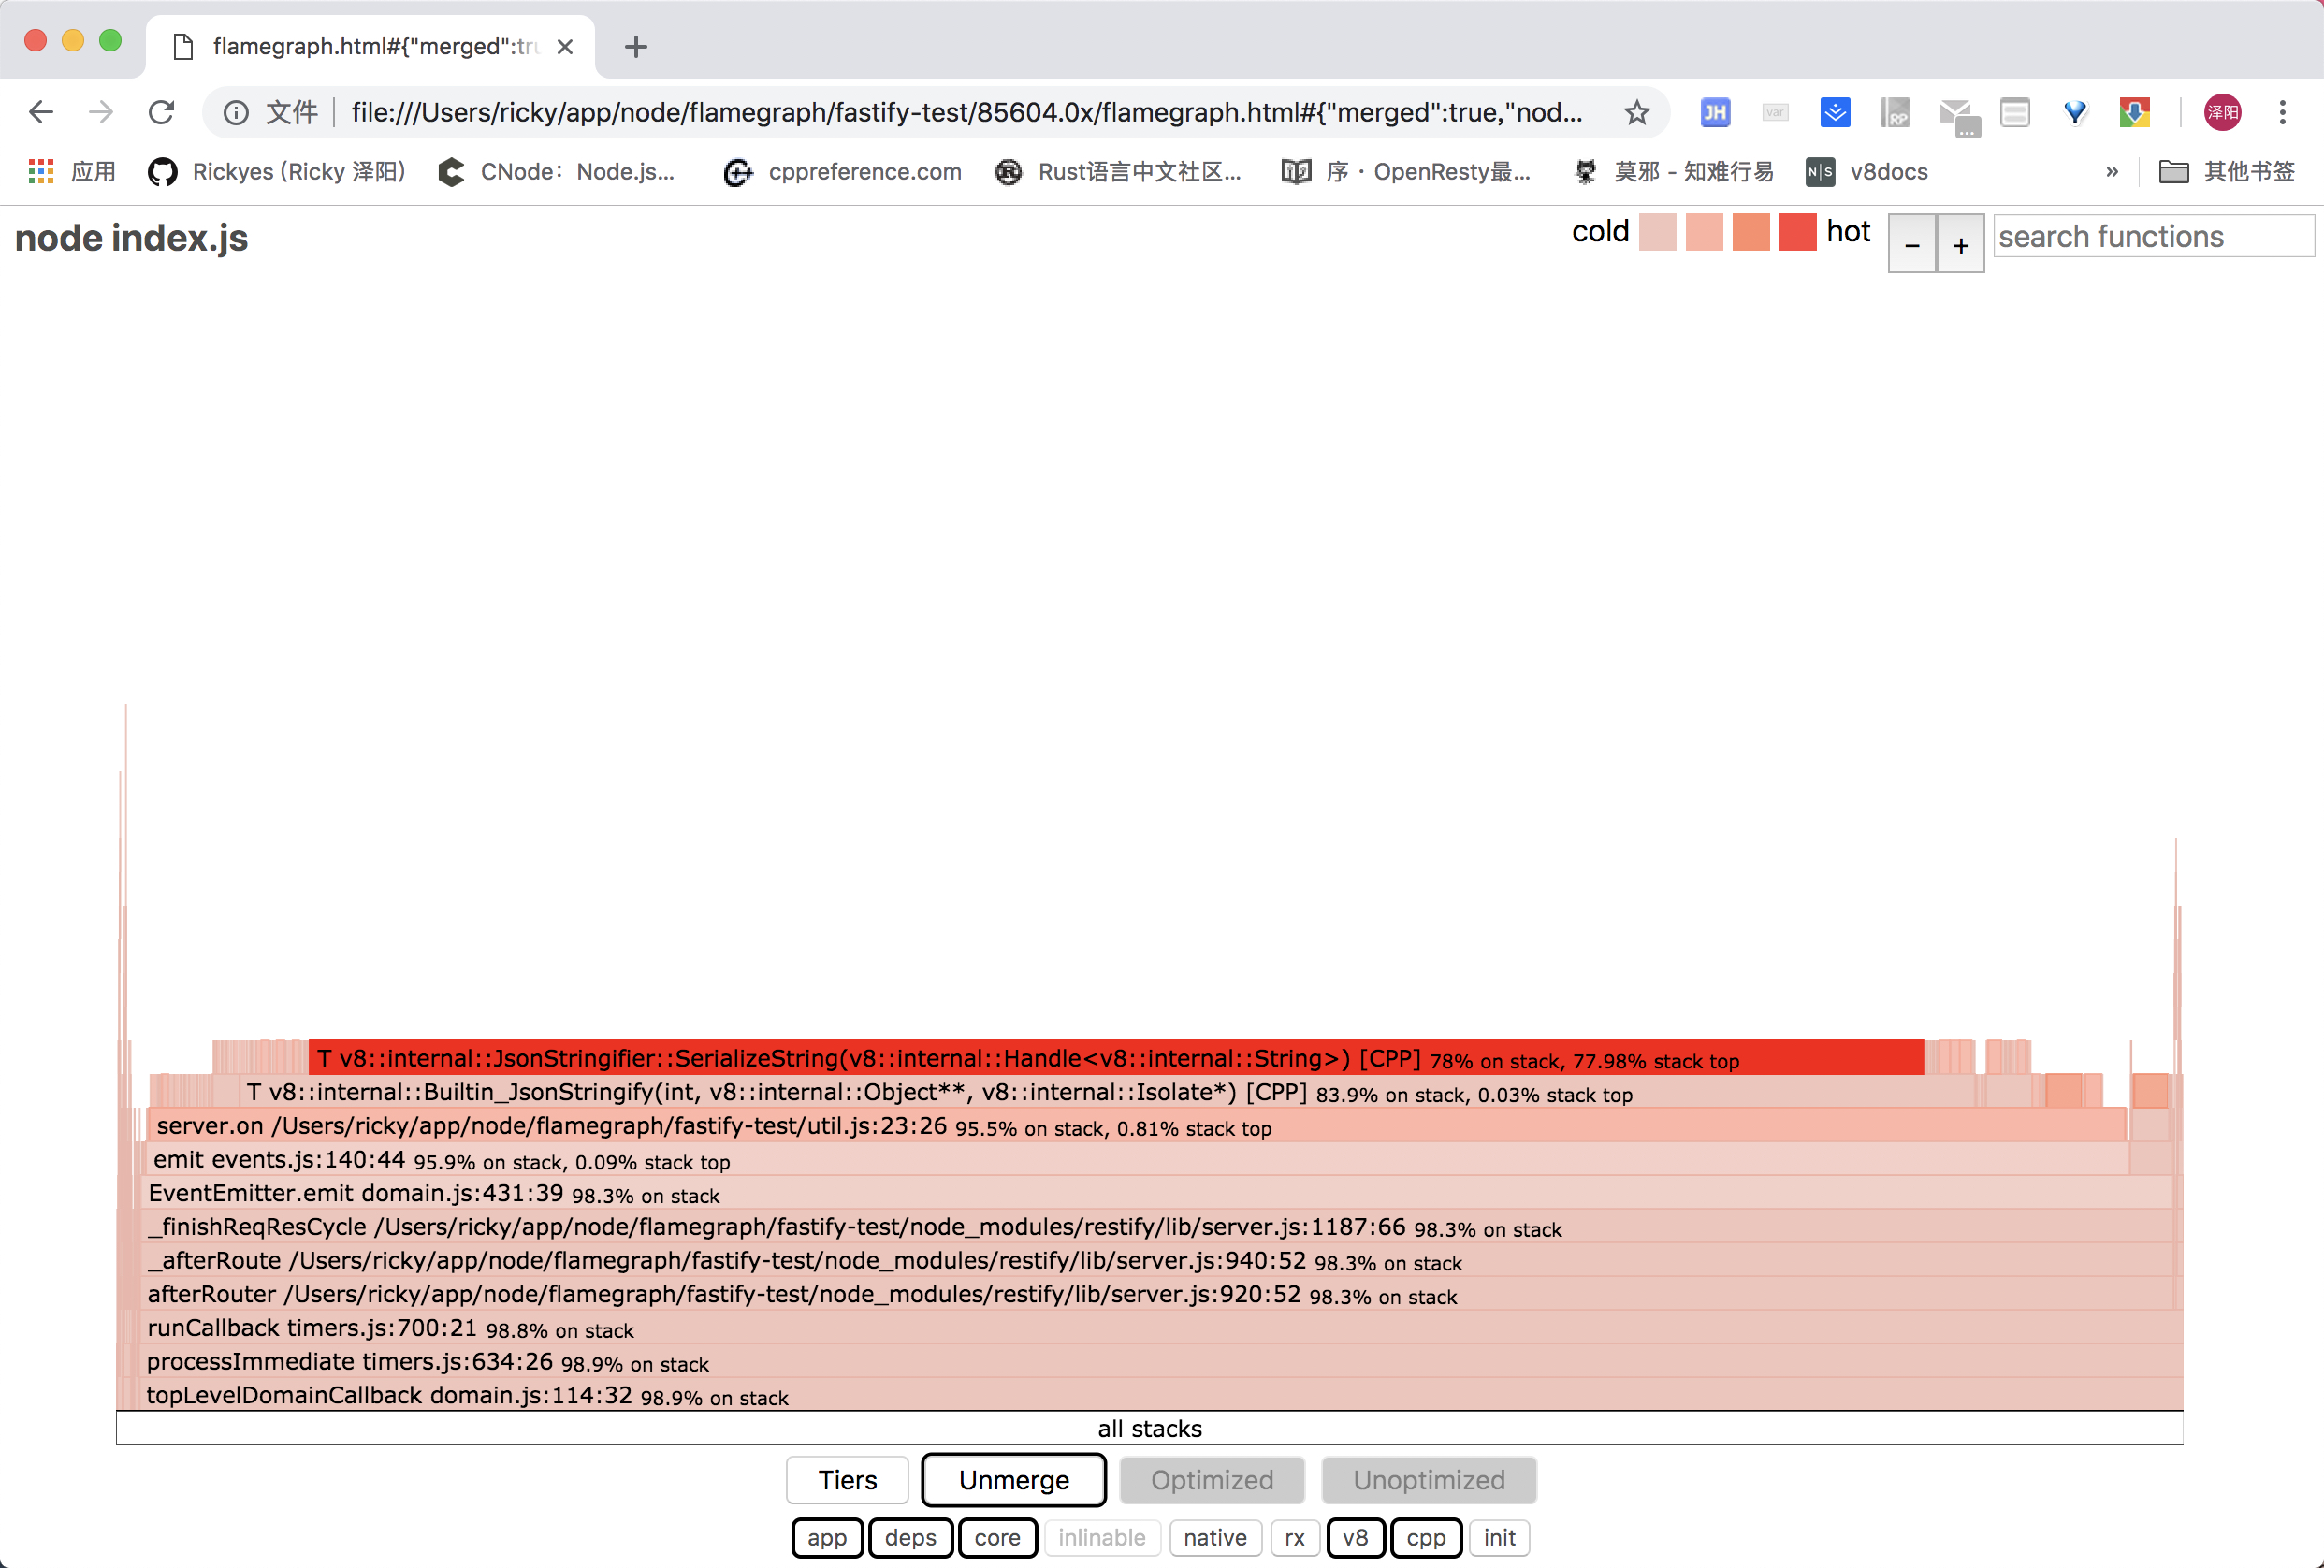 flamegraph.html#{"merged":tru
文件 file:///Users/ricky/app/node/flamegraph/fastify-test/85604.0x/flamegraph.html#{"merged":true,"nod... JH var RP ... 泽阳
应用 Rickyes (Ricky 泽阳) CNode：Node.js... cppreference.com R Rust语言中文社区... 序 · OpenResty最... 莫邪 - 知难行易 N|S v8docs » 其他书签
node index.js cold hot - + search functions
T v8::internal::JsonStringifier::SerializeString(v8::internal::Handle<v8::internal::String>) [CPP] 78% on stack, 77.98% stack top
T v8::internal::Builtin_JsonStringify(int, v8::internal::Object**, v8::internal::Isolate*) [CPP] 83.9% on stack, 0.03% stack top
server.on /Users/ricky/app/node/flamegraph/fastify-test/util.js:23:26 95.5% on stack, 0.81% stack top
emit events.js:140:44 95.9% on stack, 0.09% stack top
EventEmitter.emit domain.js:431:39 98.3% on stack
_finishReqResCycle /Users/ricky/app/node/flamegraph/fastify-test/node_modules/restify/lib/server.js:1187:66 98.3% on stack
_afterRoute /Users/ricky/app/node/flamegraph/fastify-test/node_modules/restify/lib/server.js:940:52 98.3% on stack
afterRouter /Users/ricky/app/node/flamegraph/fastify-test/node_modules/restify/lib/server.js:920:52 98.3% on stack
runCallback timers.js:700:21 98.8% on stack
processImmediate timers.js:634:26 98.9% on stack
topLevelDomainCallback domain.js:114:32 98.9% on stack
all stacks
Tiers Unmerge Optimized Unoptimized
app deps core inlinable native rx v8 cpp init